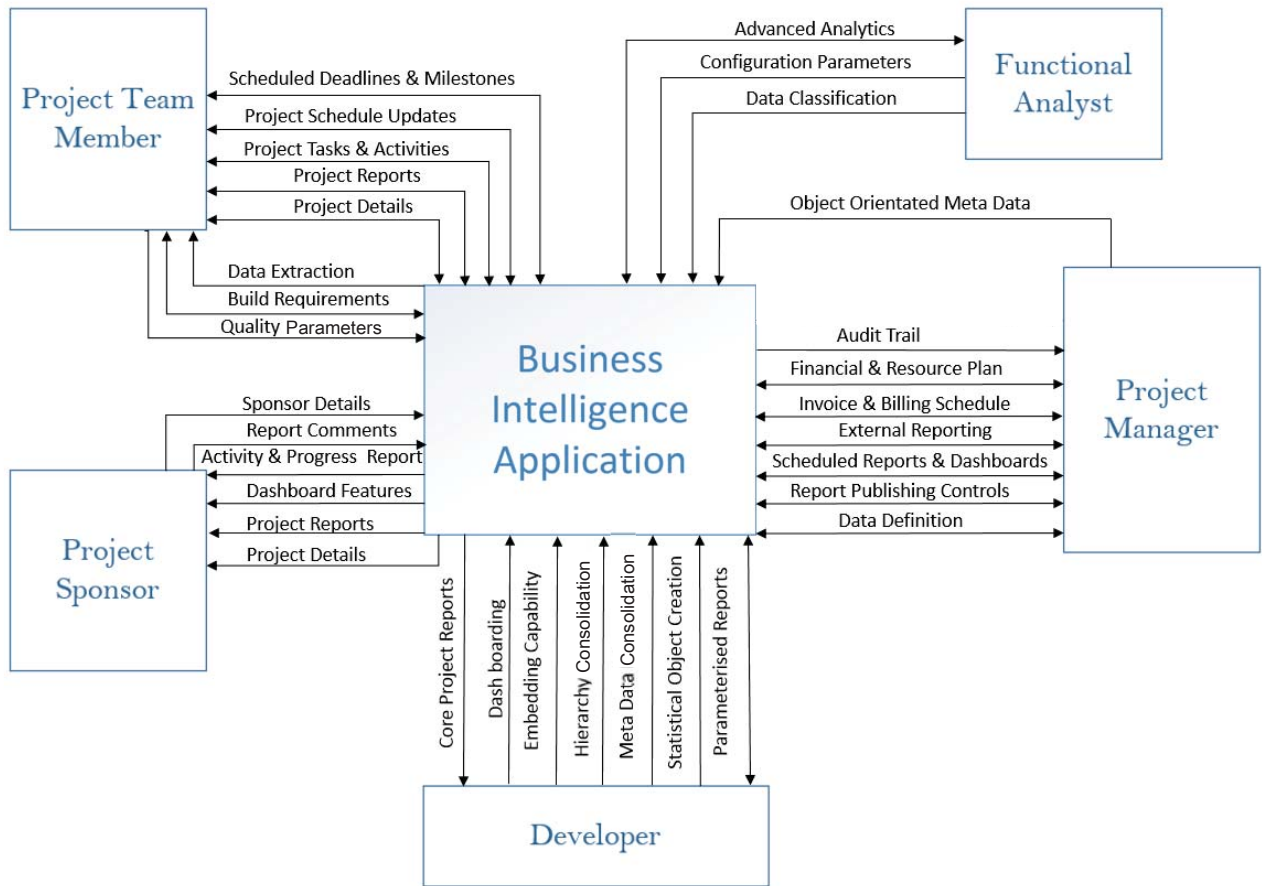 Advanced Analytics
Configuration Parameters
Data Classification
Functional
Analyst
Scheduled Deadlines & Milestones
Project Schedule Updates
Project Tasks & Activities
Project Reports
Project Details
Project Team
Member
Object Orientated Meta Data
Data Extraction
Build Requirements
Quality Parameters
Business
Intelligence
Application
Audit Trail
Financial & Resource Plan
Invoice & Billing Schedule
External Reporting
Scheduled Reports & Dashboards
Report Publishing Controls
Data Definition
Project
Manager
Sponsor Details
Report Comments
Activity & Progress Report
Dashboard Features
Project Reports
Project Details
Project
Sponsor
Core Project Reports
Dash boarding
Embedding Capability
Hierarchy Consolidation
Meta Data Consolidation
Statistical Object Creation
Parameterised Reports
Developer